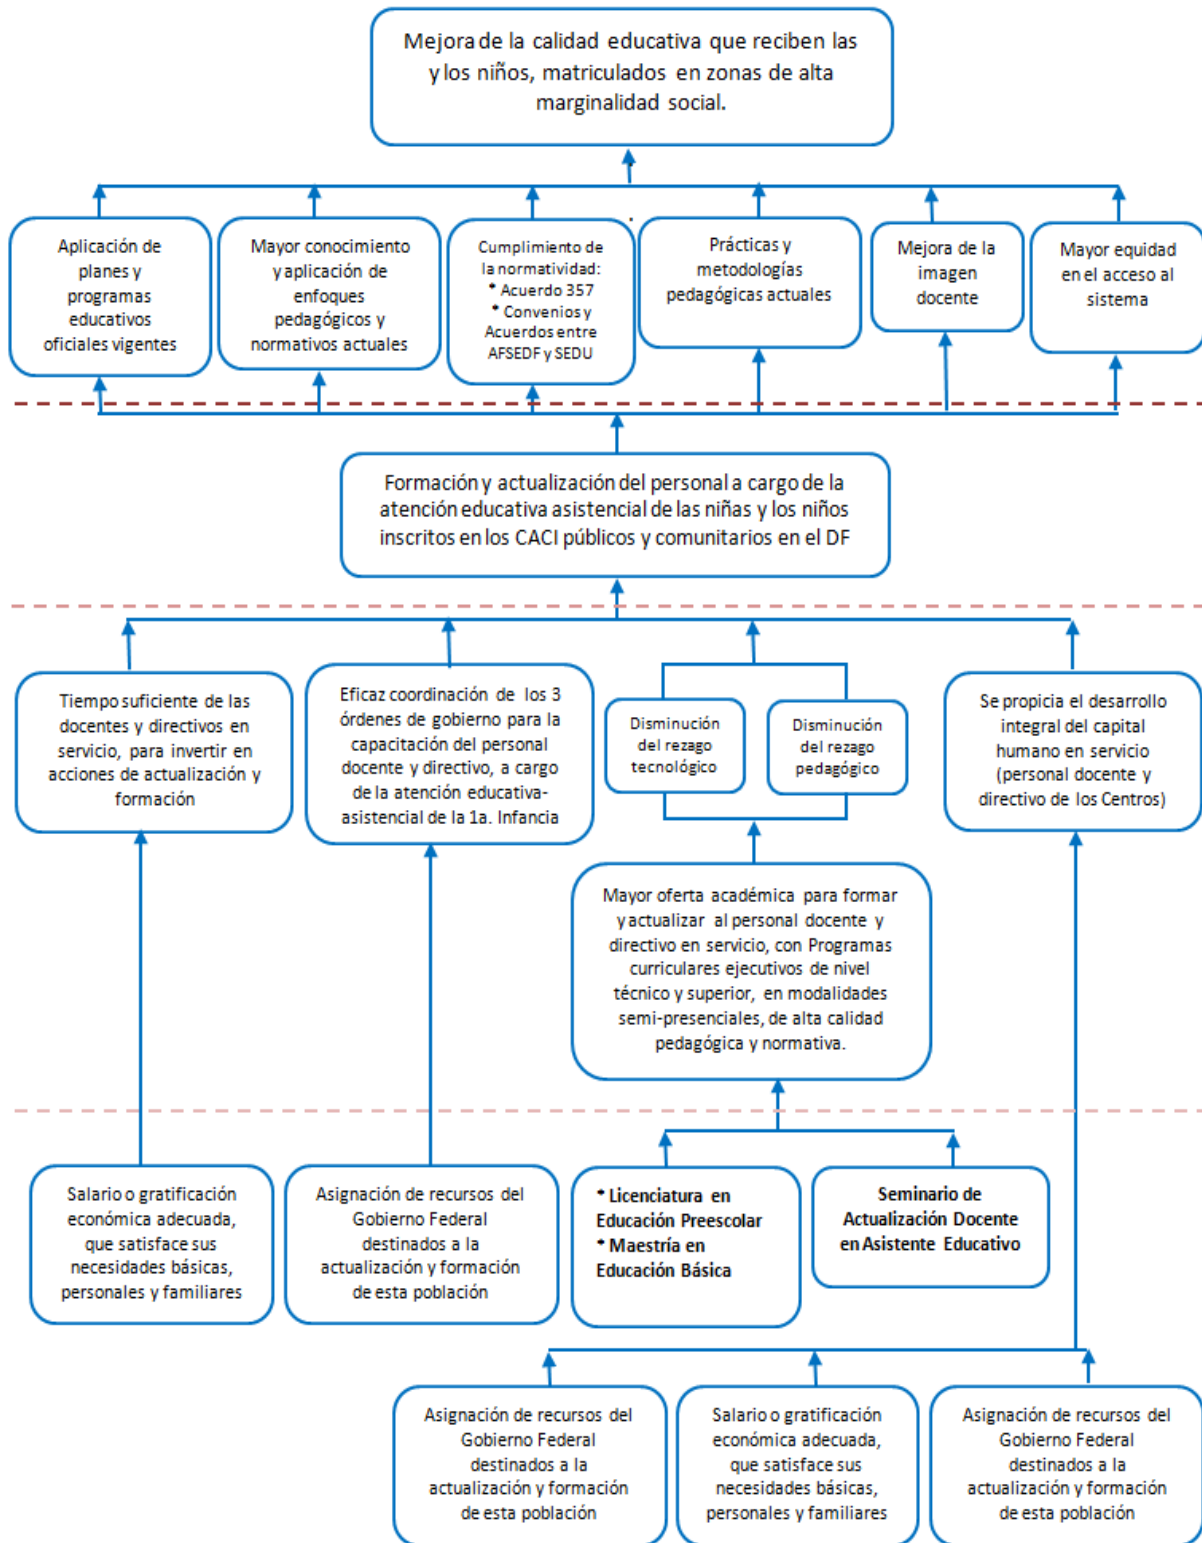 Mejora de la calidad educativa que reciben las
y los niños, matriculados en zonas de alta
marginalidad social.
Aplicación de
planes y
programas
educativos
oficiales vigentes
Mayor conocimiento
y aplicación de
enfoques
pedagógicos y
normativos actuales
Cumplimiento de
la normatividad:
* Acuerdo 357
* Convenios y
Acuerdos entre
AFSEDF y SEDU
Prácticas y
metodologías
pedagógicas actuales
Mejora de la
imagen
docente
Mayor equidad
en el acceso al
sistema
Formación y actualización del personal a cargo de la
atención educativa asistencial de las niñas y los niños
inscritos en los CACI públicos y comunitarios en el DF
Tiempo suficiente de las
docentes y directivos en
servicio, para invertir en
acciones de actualización y
formación
Eficaz coordinación de los 3
órdenes de gobierno para la
capacitación del personal
docente y directivo, a cargo
de la atención educativa-
asistencial de la 1a. Infancia
Disminución
del rezago
tecnológico
Disminución
del rezago
pedagógico
Se propicia el desarrollo
integral del capital
humano en servicio
(personal docente y
directivo de los Centros)
Mayor oferta académica para formar
y actualizar al personal docente y
directivo en servicio, con Programas
curriculares ejecutivos de nivel
técnico y superior, en modalidades
semi-presenciales, de alta calidad
pedagógica y normativa.
Salario o gratificación
económica adecuada,
que satisface sus
necesidades básicas,
personales y familiares
Asignación de recursos del
Gobierno Federal
destinados a la
actualización y formación
de esta población
* Licenciatura en
Educación Preescolar
* Maestría en
Educación Básica
Seminario de
Actualización Docente
en Asistente Educativo
Asignación de recursos del
Gobierno Federal
destinados a la
actualización y formación
de esta población
Salario o gratificación
económica adecuada,
que satisface sus
necesidades básicas,
personales y familiares
Asignación de recursos del
Gobierno Federal
destinados a la
actualización y formación
de esta población